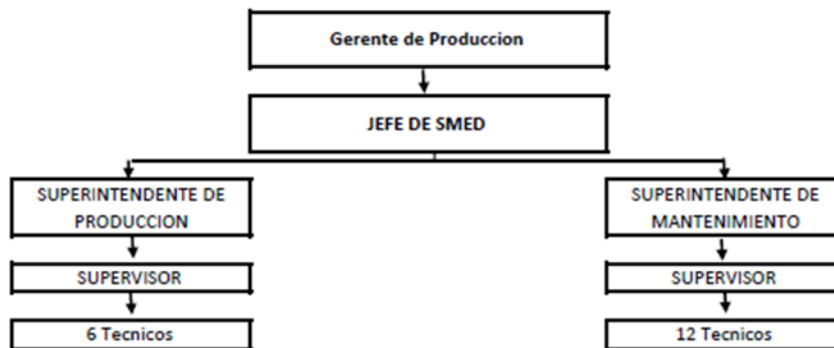 Gerente de Produccion
JEFE DE SMED
SUPERINTENDENTE DE
PRODUCCION
SUPERINTENDENTE DE
MANTENIMIENTO
SUPERVISOR
SUPERVISOR
6 Tecnicos
12 Tecnicos